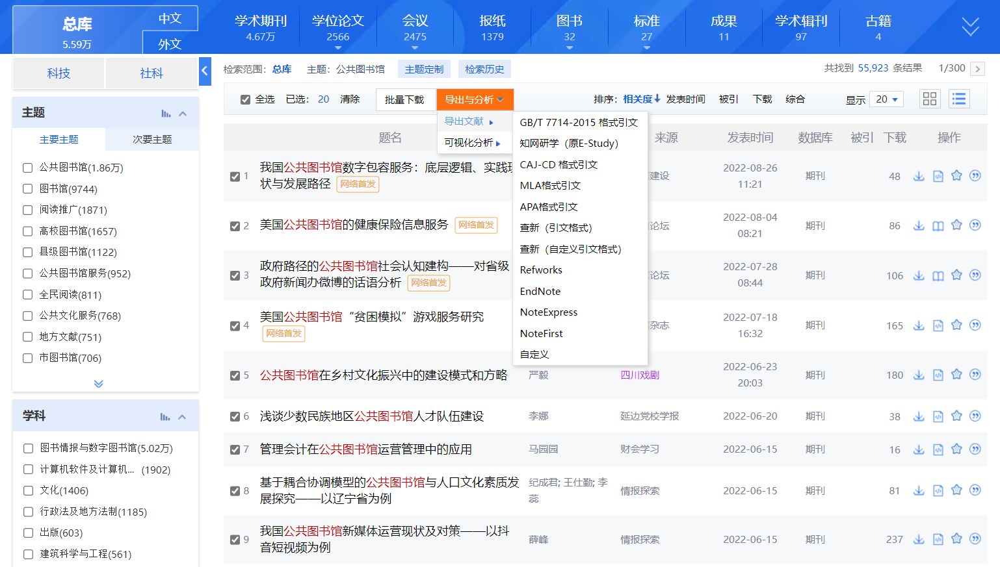 总库
5.59万
中文
外文
学术期刊
4.67万
学位论文
2566
会议
2475
报纸
1379
图书
32
标准
27
成果
11
学术辑刊
97
古籍
4
科技
社科
检索范围：总库 主题：公共图书馆 主题定制 检索历史
共找到 55,923 条结果 1/300
全选 已选：20 清除 批量下载 导出与分析
排序：相关度 发表时间 被引 下载 综合 显示 20
导出文献
可视化分析
GB/T 7714-2015 格式引文
知网研学（原E-Study）
CAJ-CD 格式引文
MLA格式引文
APA格式引文
查新（引文格式）
查新（自定义引文格式）
Refworks
EndNote
NoteExpress
NoteFirst
自定义
主题
主要主题 次要主题
公共图书馆(1.86万)
图书馆(9744)
阅读推广(1871)
高校图书馆(1657)
县级图书馆(1122)
公共图书馆服务(952)
全民阅读(811)
公共文化服务(768)
地方文献(751)
市图书馆(706)
学科
图书情报与数字图书馆(5.02万)
计算机软件及计算机... (1902)
文化(1406)
行政法及地方法制(1185)
出版(603)
建筑科学与工程(561)
题名 来源 发表时间 数据库 被引 下载 操作
1 我国公共图书馆数字包容服务：底层逻辑、实践现
状与发展路径 网络首发
建设 2022-08-26
11:21
期刊 48
2 美国公共图书馆的健康保险信息服务 网络首发
论坛 2022-08-04
08:21
期刊 86
3 政府路径的公共图书馆社会认知建构——对省级
政府新闻办微博的话语分析 网络首发
论坛 2022-07-28
08:44
期刊 106
4 美国公共图书馆“贫困模拟”游戏服务研究
网络首发
杂志 2022-07-18
16:32
期刊 165
5 公共图书馆在乡村文化振兴中的建设模式和方略 严毅 四川戏剧 2022-06-23
20:03
期刊 180
6 浅谈少数民族地区公共图书馆人才队伍建设 李娜 延边党校学报 2022-06-20 期刊 38
7 管理会计在公共图书馆运营管理中的应用 马园园 财会学习 2022-06-15 期刊 16
8 基于耦合协调模型的公共图书馆与人口文化素质发
展探究——以辽宁省为例
纪成君; 王仕勤; 李
蕊
情报探索 2022-06-15 期刊 81
9 我国公共图书馆新媒体运营现状及对策——以抖
音短视频为例
薛峰 情报探索 2022-06-15 期刊 237